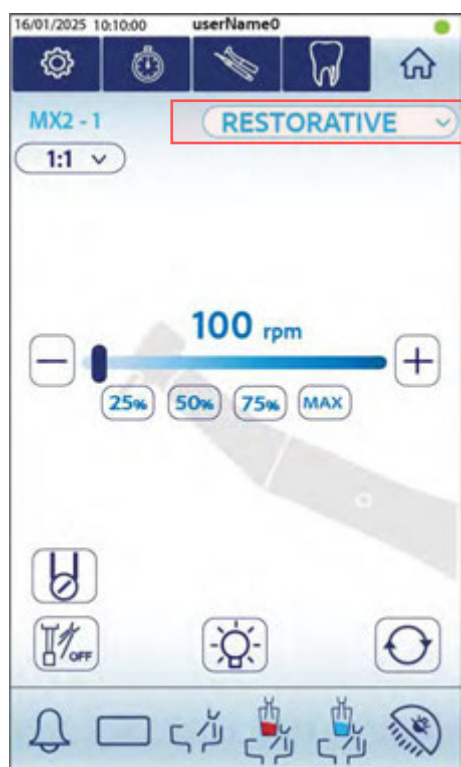 16/01/2025 10:10:00 userName0
MX2 - 1 RESTORATIVE
1:1
100 rpm
25% 50% 75% MAX
OFF